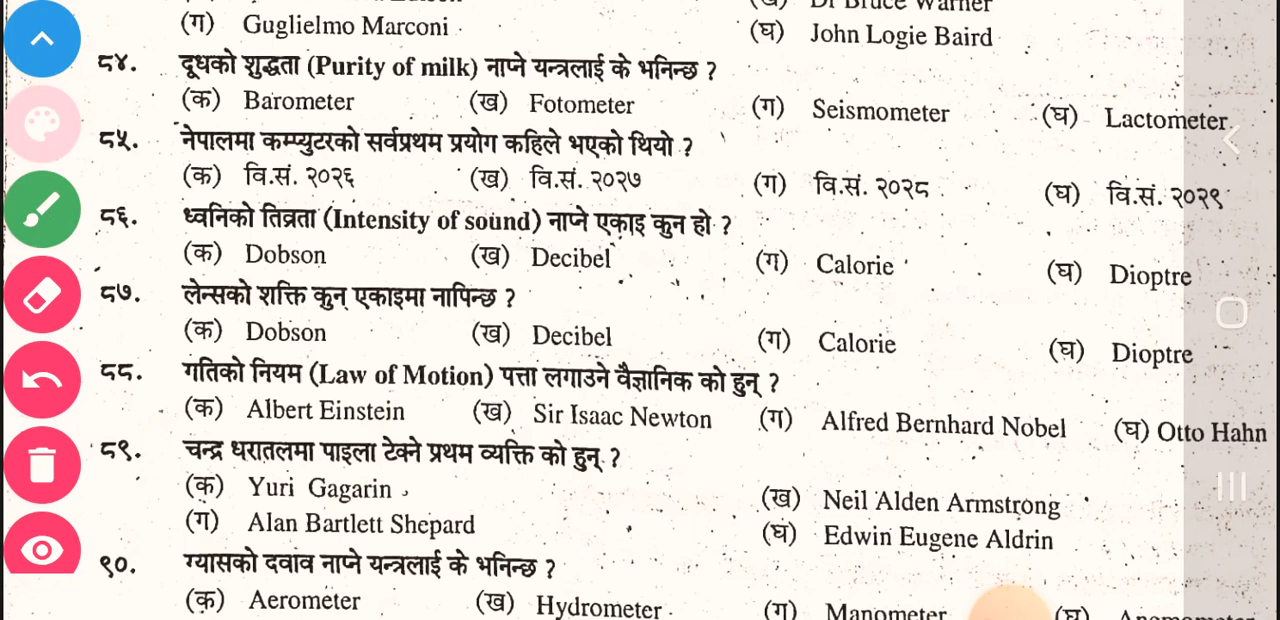 (ग) Guglielmo Marconi
Dr Bruce Warner
(घ) John Logie Baird
८४. दूधको शुद्धता (Purity of milk) नाप्ने यन्त्रलाई के भनिन्छ ?
(क) Barometer (ख) Fotometer (ग) Seismometer (घ) Lactometer
८५. नेपालमा कम्प्युटरको सर्वप्रथम प्रयोग कहिले भएको थियो ?
(क) वि.सं. २०२६ (ख) वि.सं. २०२७ (ग) वि.सं. २०२८ (घ) वि.सं. २०२९
८६. ध्वनिको तिव्रता (Intensity of sound) नाप्ने एकाइ कुन हो ?
(क) Dobson (ख) Decibel (ग) Calorie (घ) Dioptre
८७. लेन्सको शक्ति कुन् एकाइमा नापिन्छ ?
(क) Dobson (ख) Decibel (ग) Calorie (घ) Dioptre
८८. गतिको नियम (Law of Motion) पत्ता लगाउने वैज्ञानिक को हुन् ?
(क) Albert Einstein (ख) Sir Isaac Newton (ग) Alfred Bernhard Nobel (घ) Otto Hahn
८९. चन्द्र धरातलमा पाइला टेक्ने प्रथम व्यक्ति को हुन् ?
(क) Yuri Gagarin (ख) Neil Alden Armstrong
(ग) Alan Bartlett Shepard (घ) Edwin Eugene Aldrin
९०. ग्यासको दवाव नाप्ने यन्त्रलाई के भनिन्छ ?
(क) Aerometer (ख) Hydrometer (ग) Manometer (घ)